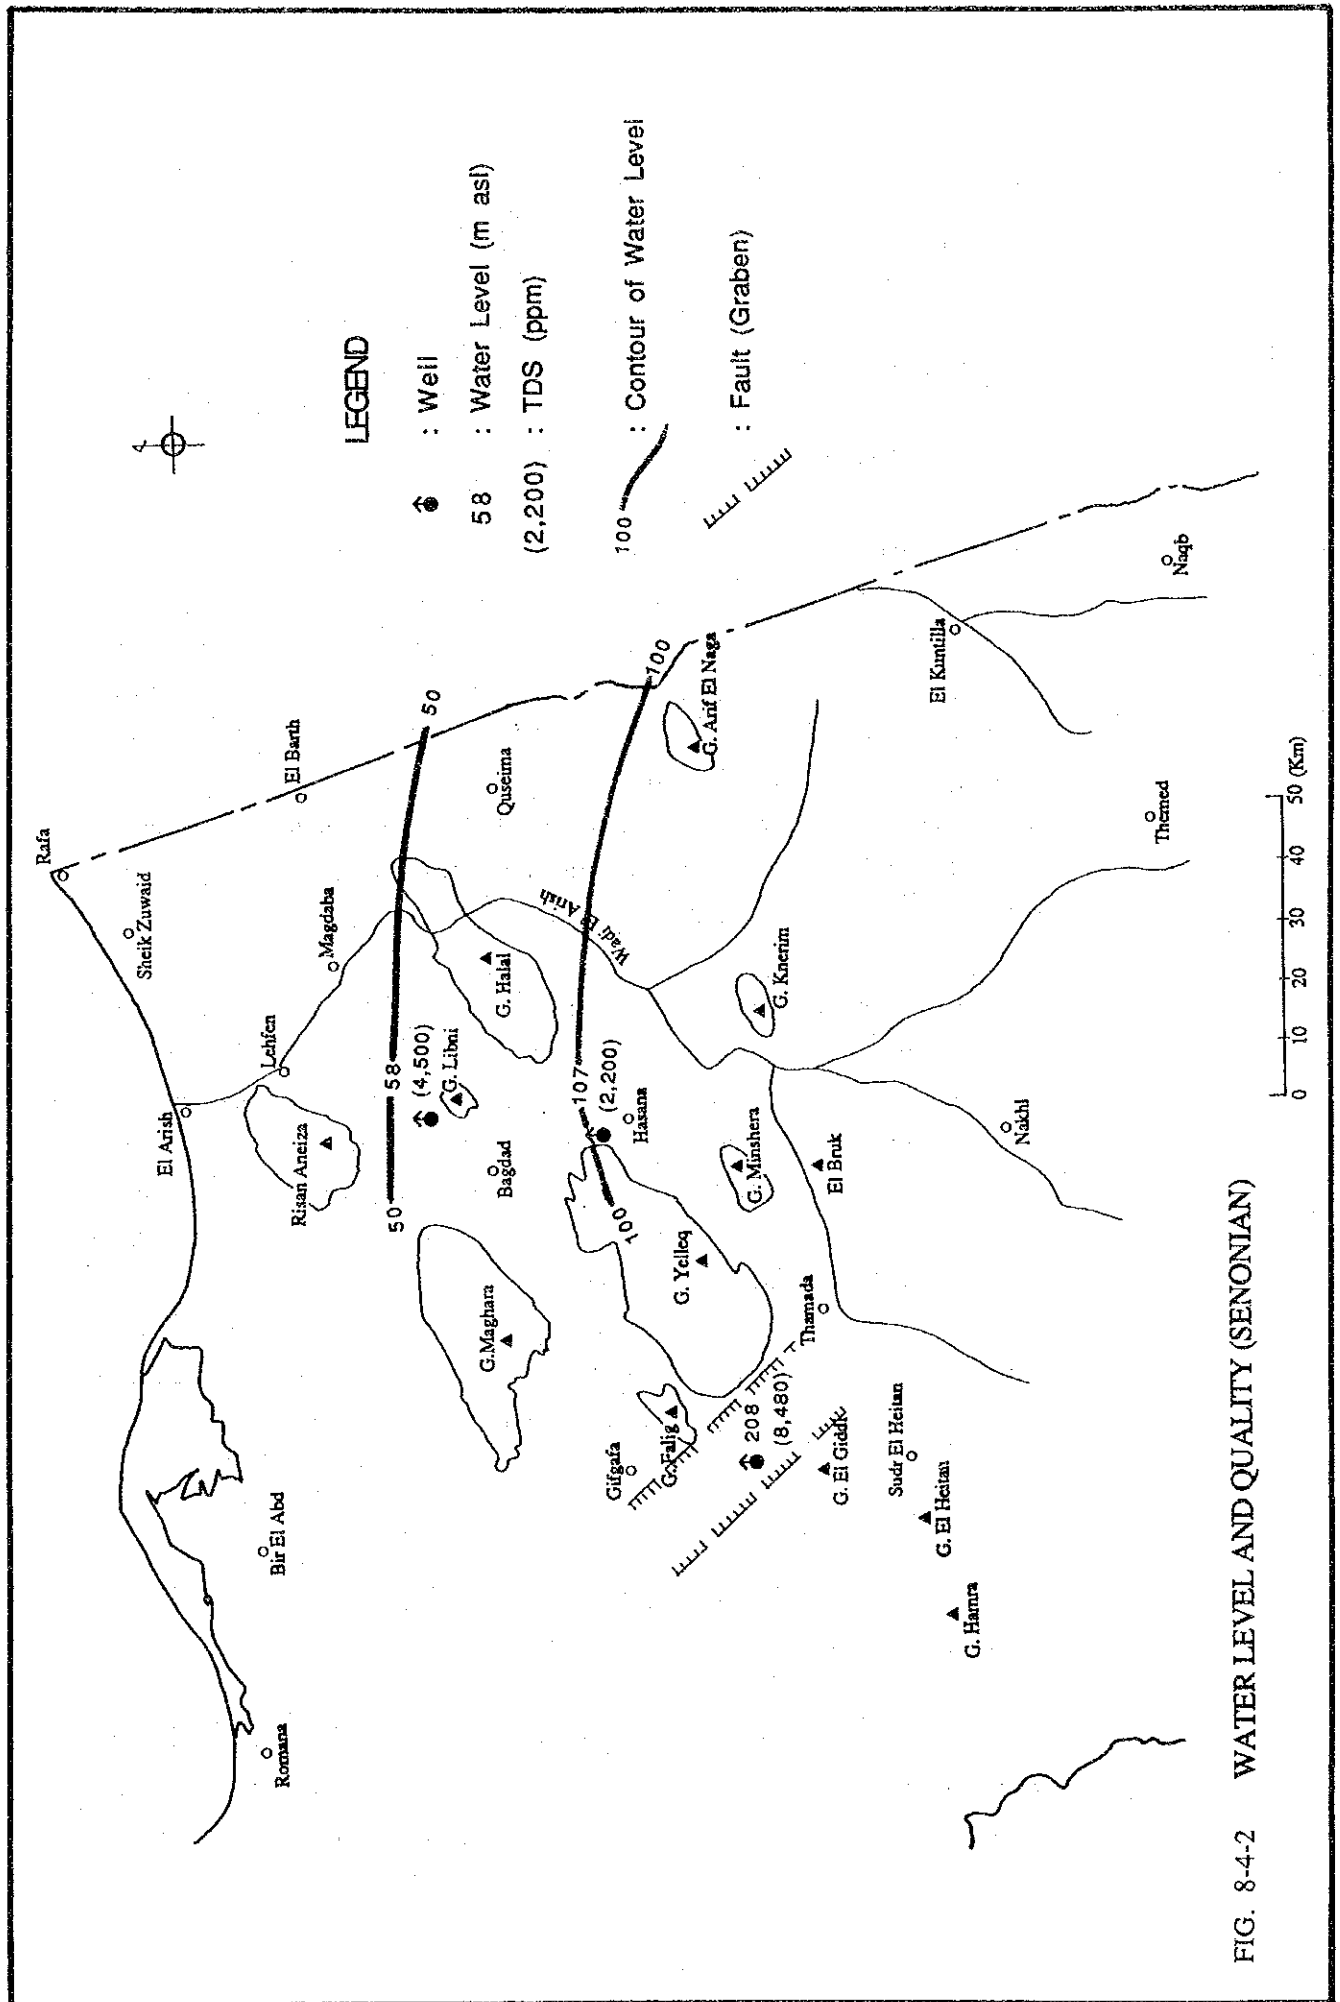 Rafa
Sheik Zuwaid
El Arish
Lehfen
El Barth
Magdaba
Risan Aneiza
Romana
Bir El Abd
50
58
50
(4,500)
G. Libni
G. Halal
Quseima
Bagdad
G.Maghara
Wadi El Arish
107
100
100
(2,200)
Hasana
G. Yelleq
G. Arif El Naga
Gifgafa
G. Falig
208
(8,480)
G. Minshera
G. Knerim
El Bruk
Thamada
G. El Giddi
Sudr El Heitan
G. El Heitan
G. Hamra
Nakhl
El Kuntilla
Themed
Naqb
LEGEND
: Well
58 : Water Level (m asl)
(2,200) : TDS (ppm)
100 : Contour of Water Level
: Fault (Graben)
0 10 20 30 40 50 (Km)
FIG. 8-4-2 WATER LEVEL AND QUALITY (SENONIAN)